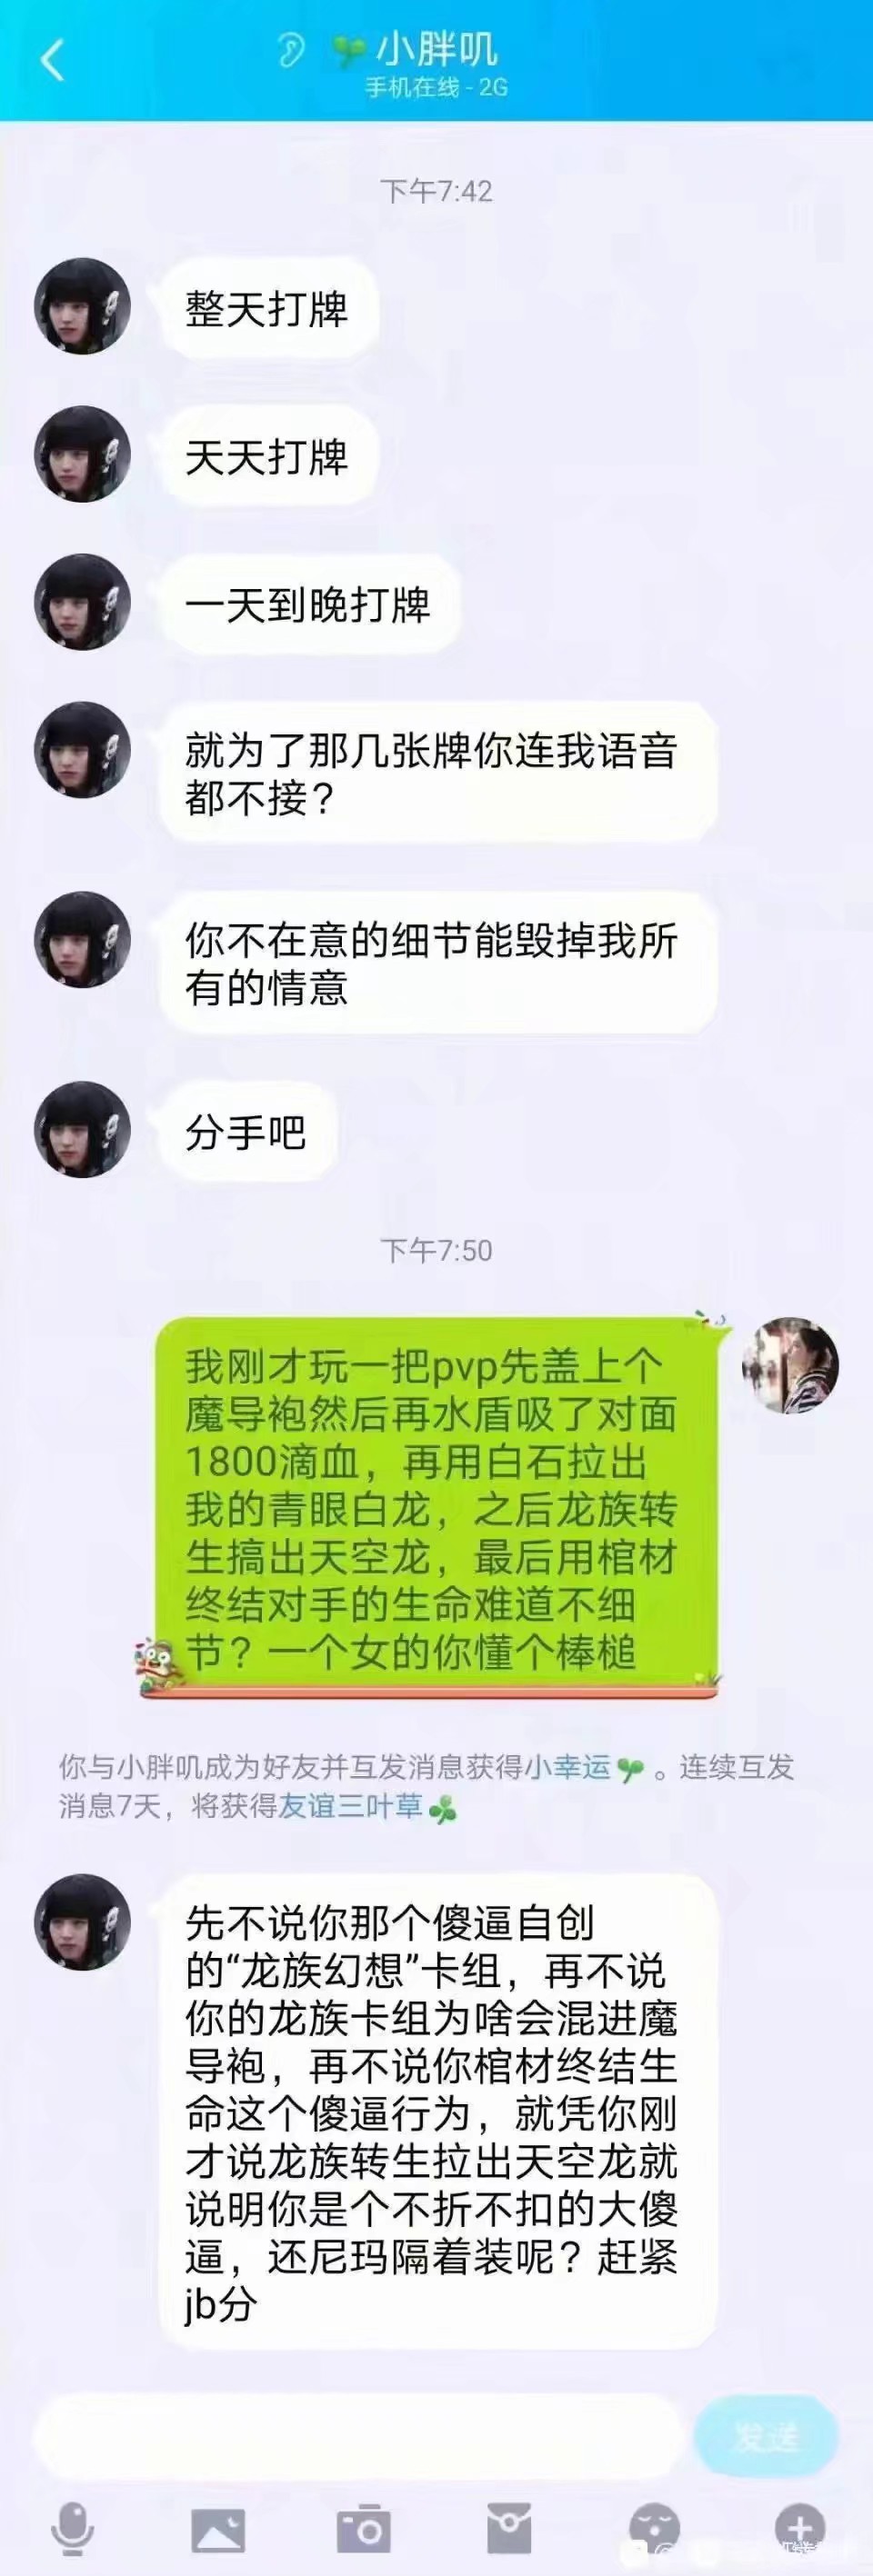 小胖叽
手机在线 - 2G
下午7:42
整天打牌
天天打牌
一天到晚打牌
就为了那几张牌你连我语音
都不接？
你不在意的细节能毁掉我所
有的情意
分手吧
下午7:50
我刚才玩一把pvp先盖上个
魔导袍然后再水盾吸了对面
1800滴血，再用白石拉出
我的青眼白龙，之后龙族转
生搞出天空龙，最后用棺材
终结对手的生命难道不细
节？一个女的你懂个棒槌
你与小胖叽成为好友并互发消息获得小幸运。连续互发
消息7天，将获得友谊三叶草
先不说你那个傻逼自创
的“龙族幻想”卡组，再不说
你的龙族卡组为啥会混进魔
导袍，再不说你棺材终结生
命这个傻逼行为，就凭你刚
才说龙族转生拉出天空龙就
说明你是个不折不扣的大傻
逼，还尼玛隔着装呢？赶紧
jb分
发送